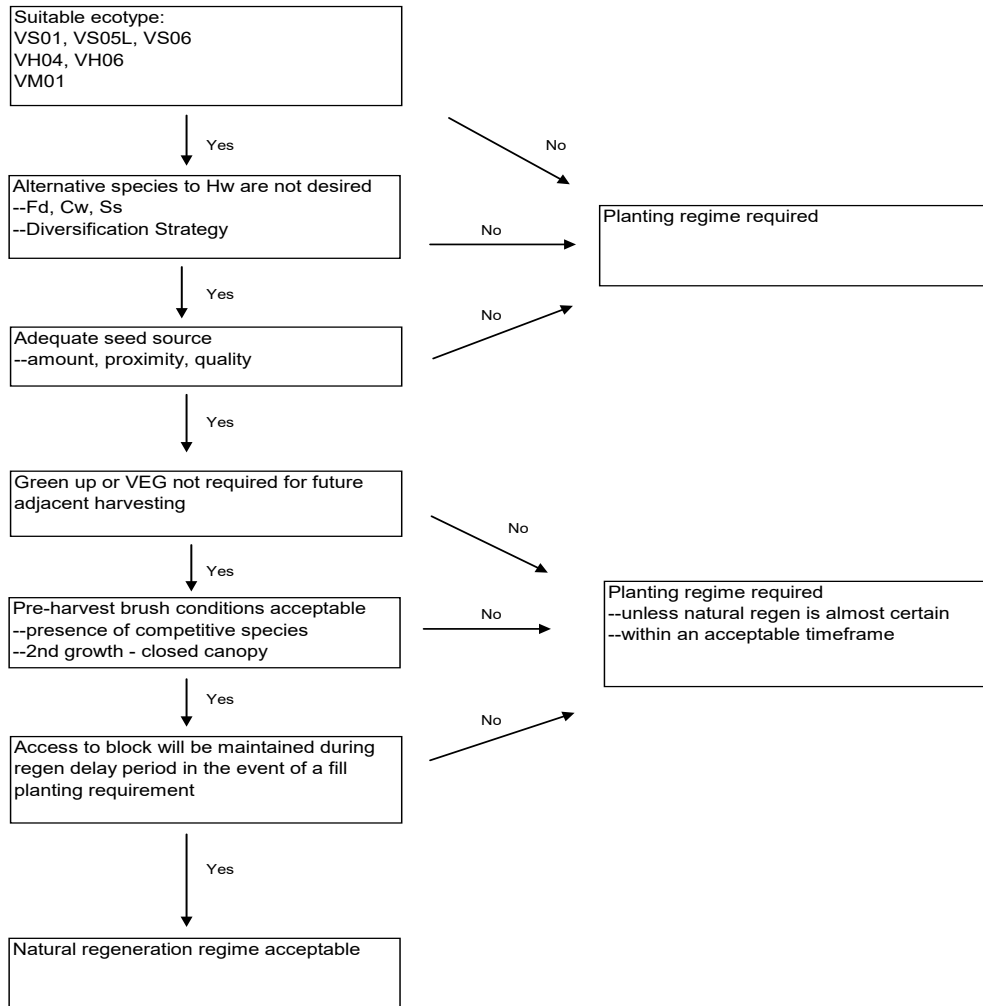 Suitable ecotype:
VS01, VS05L, VS06
VH04, VH06
VM01
Yes
No
Alternative species to Hw are not desired
--Fd, Cw, Ss
--Diversification Strategy
No
Planting regime required
Yes
No
Adequate seed source
--amount, proximity, quality
Yes
Green up or VEG not required for future
adjacent harvesting
No
Yes
Pre-harvest brush conditions acceptable
--presence of competitive species
--2nd growth - closed canopy
No
Planting regime required
--unless natural regen is almost certain
--within an acceptable timeframe
Yes
No
Access to block will be maintained during
regen delay period in the event of a fill
planting requirement
Yes
Natural regeneration regime acceptable